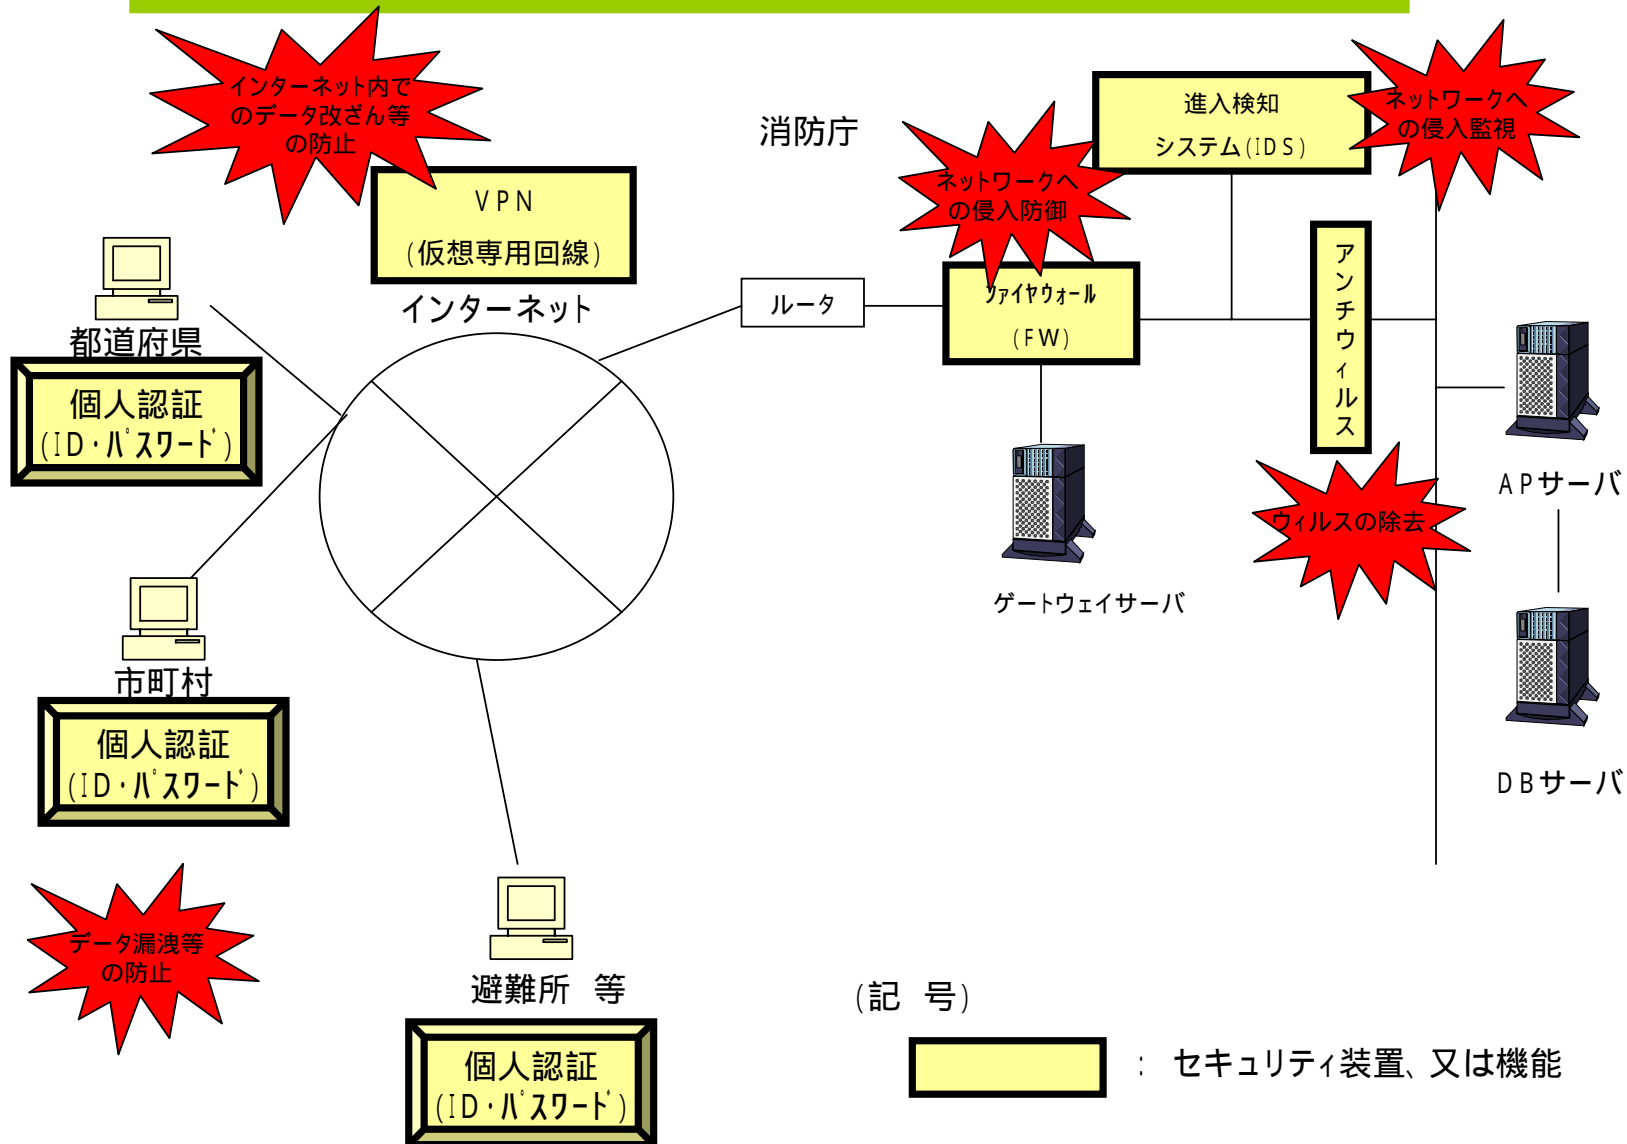 インターネット内で
のデータ改ざん等
の防止
VPN
(仮想専用回線)
インターネット
消防庁
進入検知
システム(IDS)
ネットワークへ
の侵入監視
ネットワークへ
の侵入防御
ルータ
ファイヤウォール
(FW)
アンチウィルス
ウィルスの除去
ゲートウェイサーバ
APサーバ
DBサーバ
都道府県
個人認証
(ID・パスワード)
市町村
個人認証
(ID・パスワード)
データ漏洩等
の防止
避難所 等
個人認証
(ID・パスワード)
(記 号)
: セキュリティ装置、又は機能